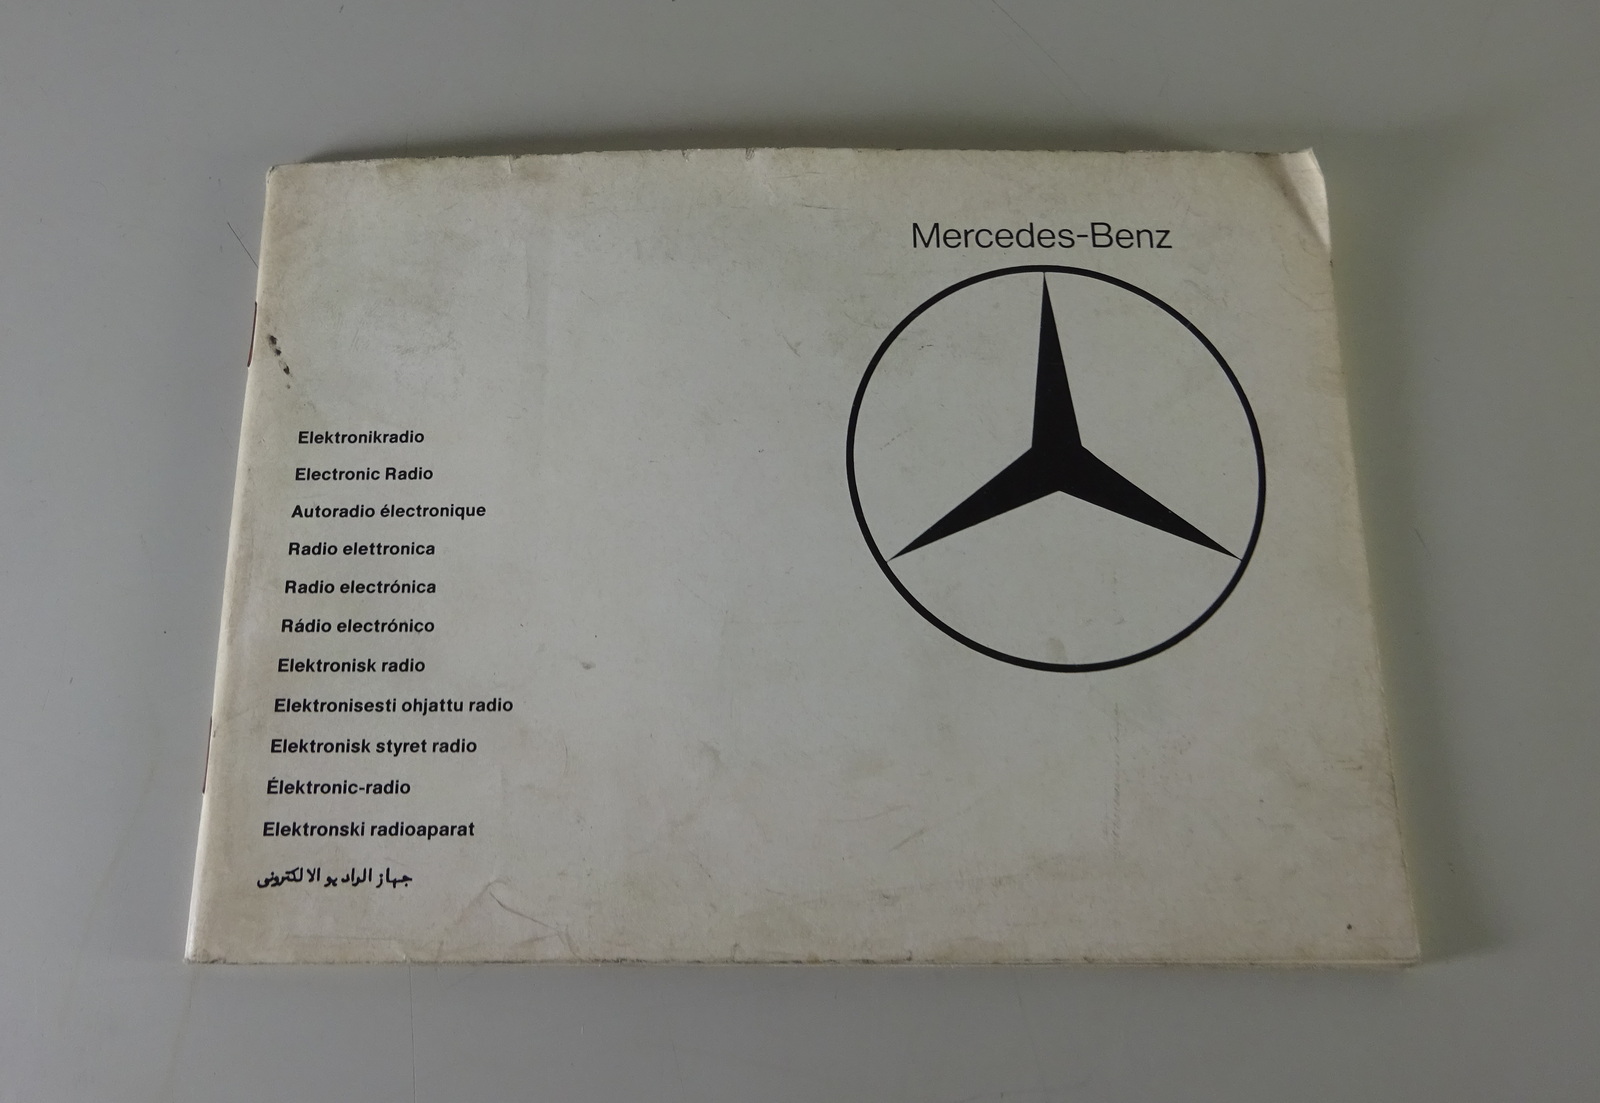 Mercedes-Benz
Elektronikradio
Electronic Radio
Autoradio électronique
Radio elettronica
Radio electrónica
Rádio electrónico
Elektronisk radio
Elektronisesti ohjattu radio
Elektronisk styret radio
Élektronic-radio
Elektronski radioaparat
جهاز الراديو الالكترونى